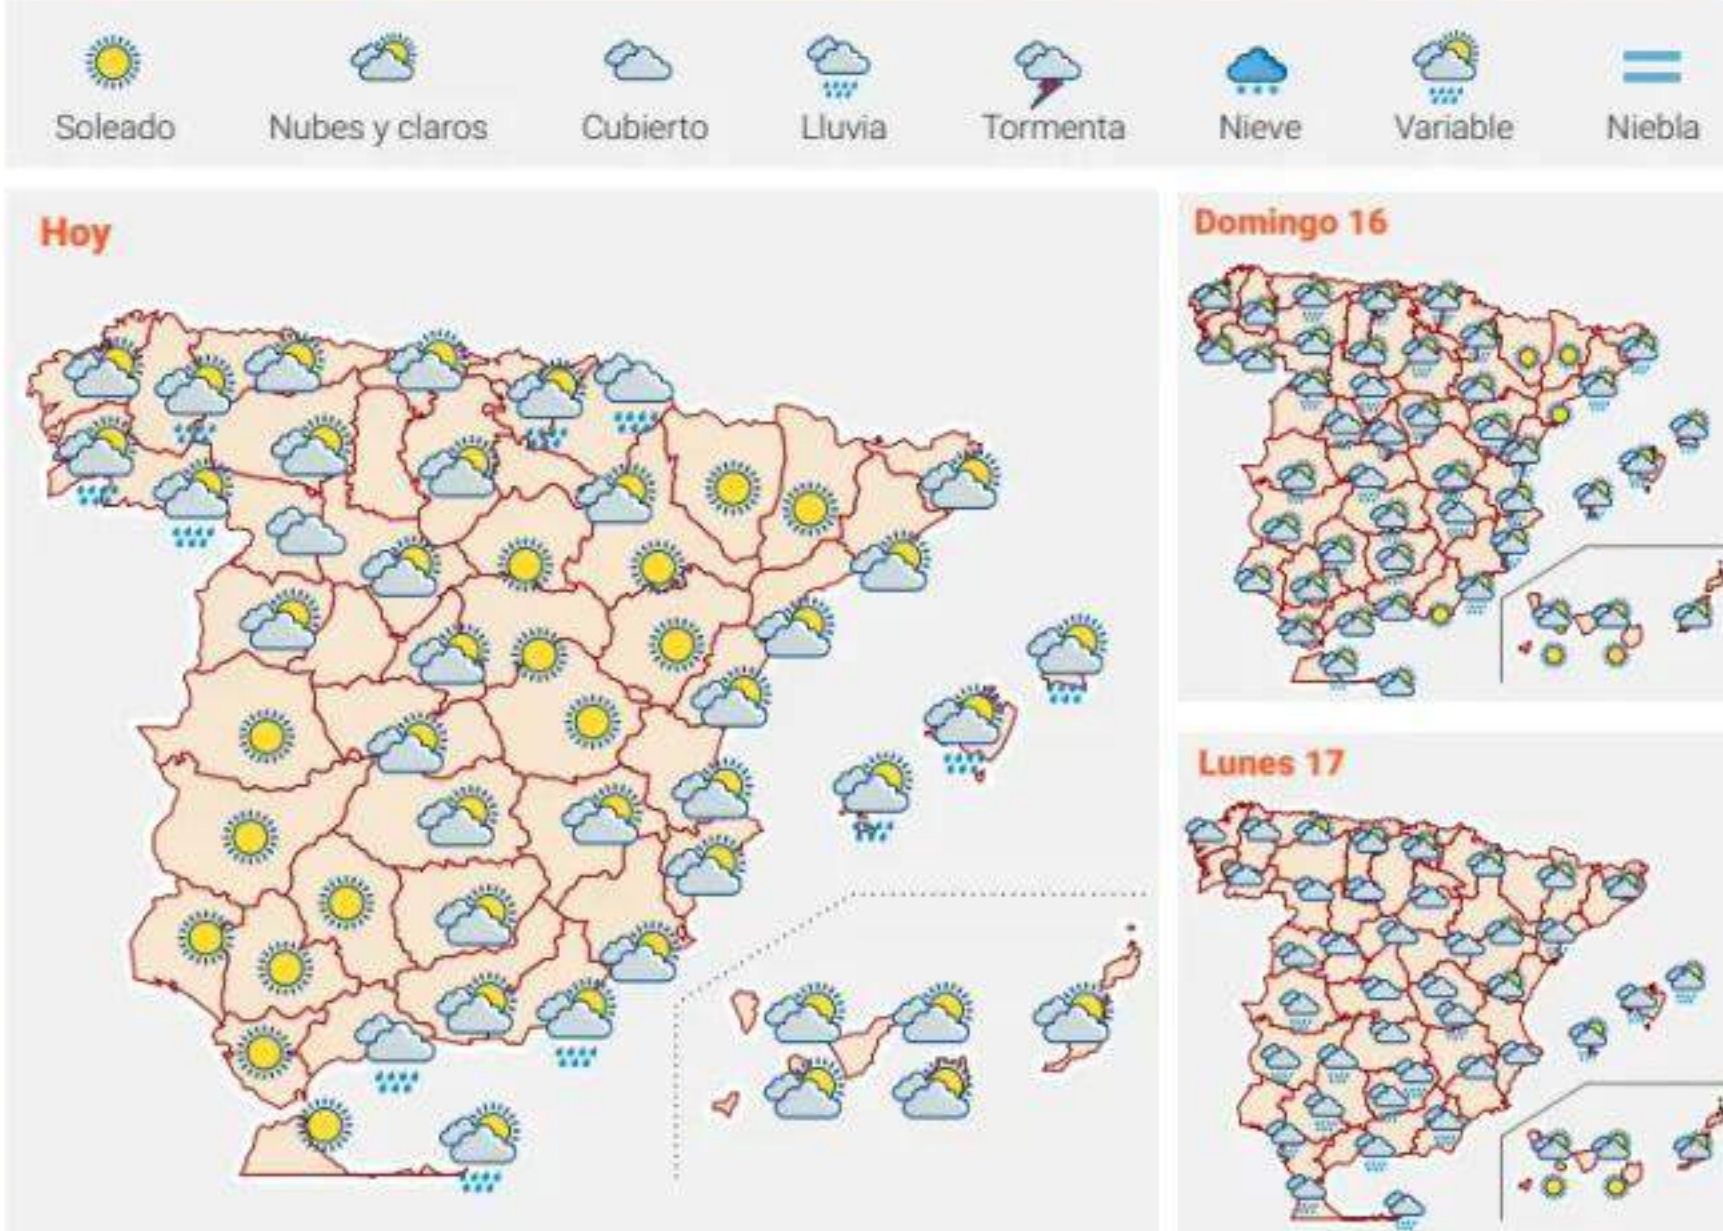 Soleado
Nubes y claros
Cubierto
Lluvia
Tormenta
Nieve
Variable
Niebla
Hoy
Domingo 16
Lunes 17